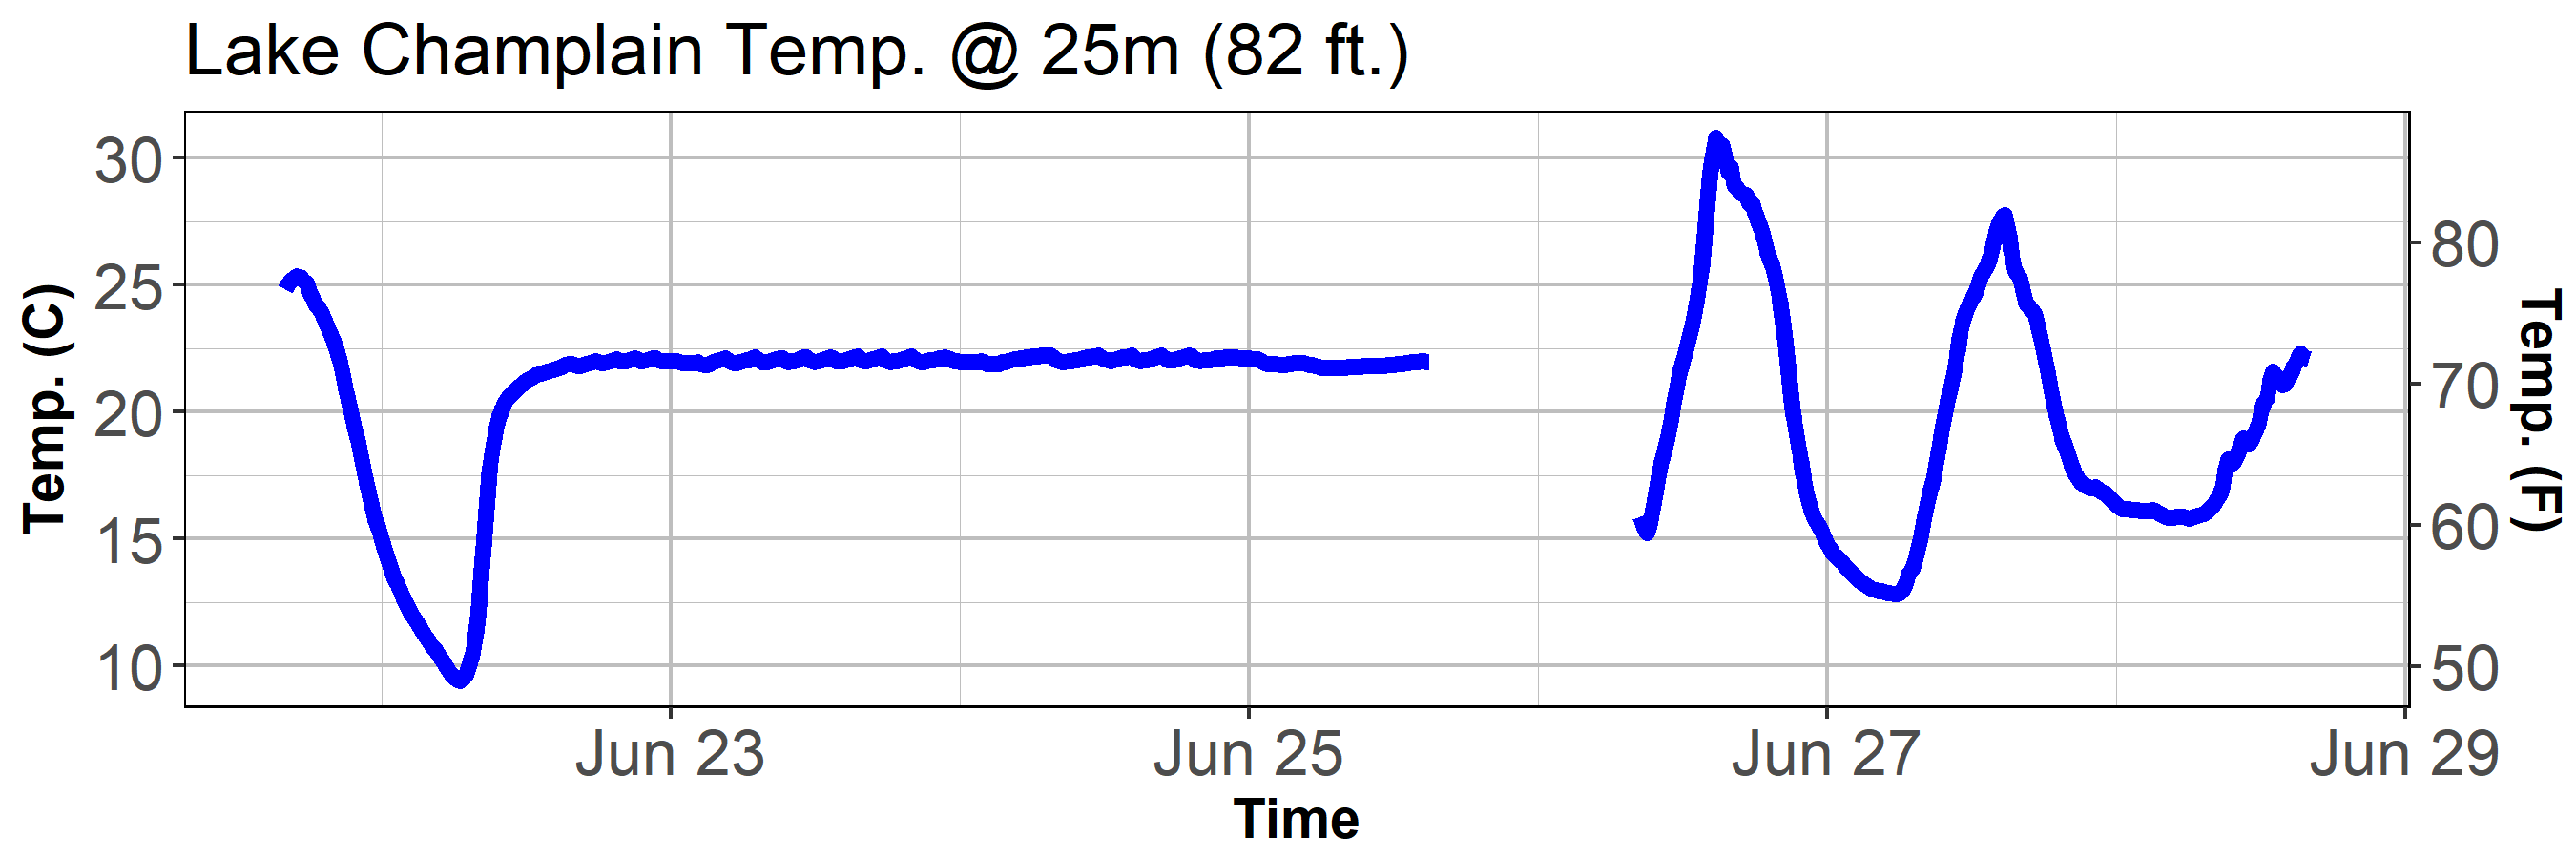 Lake Champlain Temp. @ 25m (82 ft.)
30
25
20
15
10
Temp. (C)
80
70
60
50
Temp. (F)
Jun 23
Jun 25
Jun 27
Jun 29
Time